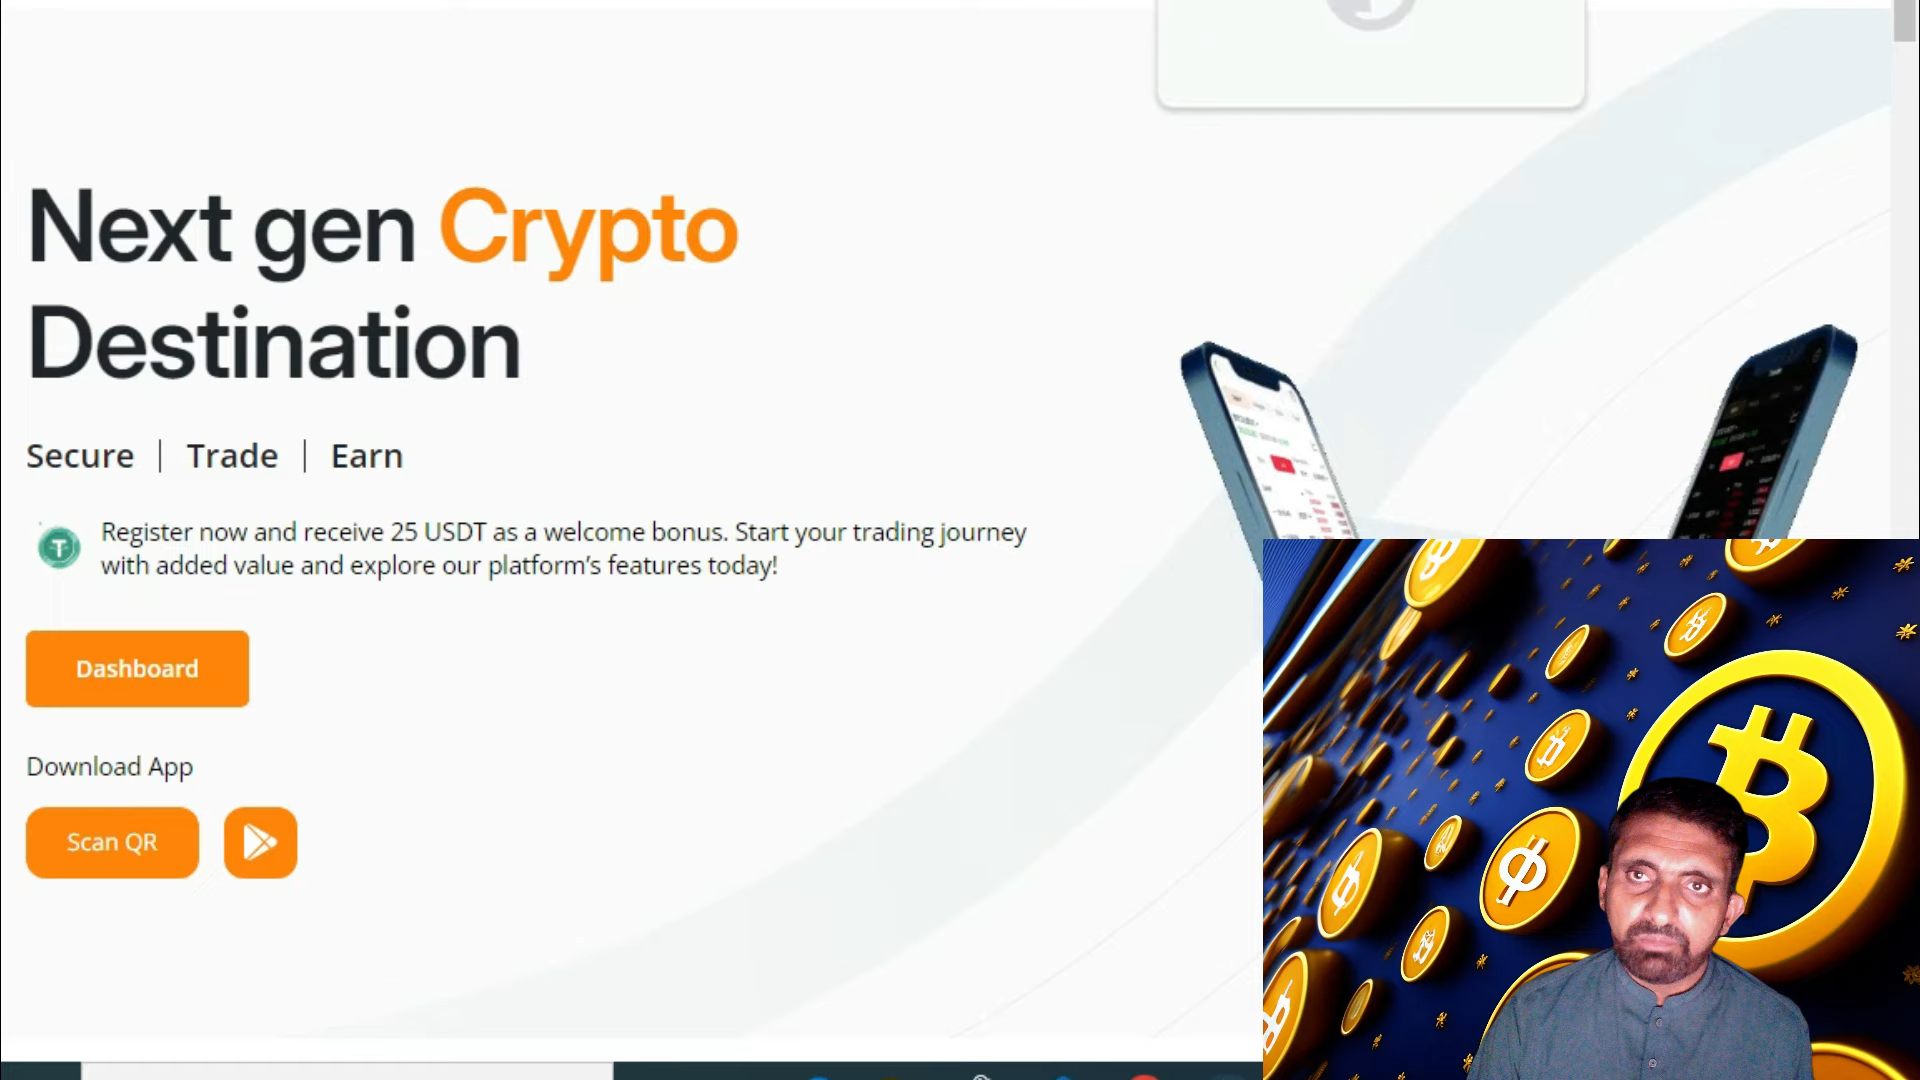 Next gen Crypto
Destination
Secure | Trade | Earn
Register now and receive 25 USDT as a welcome bonus. Start your trading journey
with added value and explore our platform’s features today!
Dashboard
Download App
Scan QR